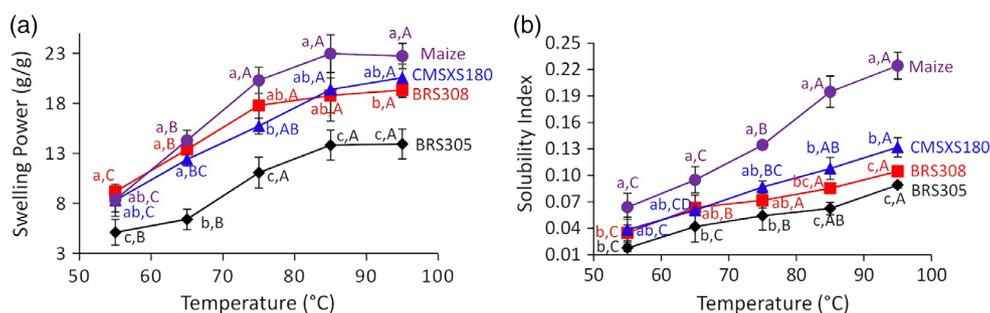 (a)
Swelling Power (g/g)
23
18
13
8
3
50
60
70
80
90
100
Temperature (°C)
a,C
ab,C
ab,C
c,B
a,B
a,B
a,BC
b,B
a,A
ab,A
b,AB
c,A
a,A
ab,A
ab,A
c,A
a,A
ab,A
b,A
c,A
Maize
CMSXS180
BRS308
BRS305
(b)
Solubility Index
0.25
0.22
0.19
0.16
0.13
0.10
0.07
0.04
0.01
50
60
70
80
90
100
Temperature (°C)
a,C
b,C
ab,C
b,C
a,C
ab,CD
ab,B
b,C
a,B
ab,BC
ab,A
b,B
a,A
b,AB
bc,A
c,AB
a,A
b,A
c,A
c,A
Maize
CMSXS180
BRS308
BRS305